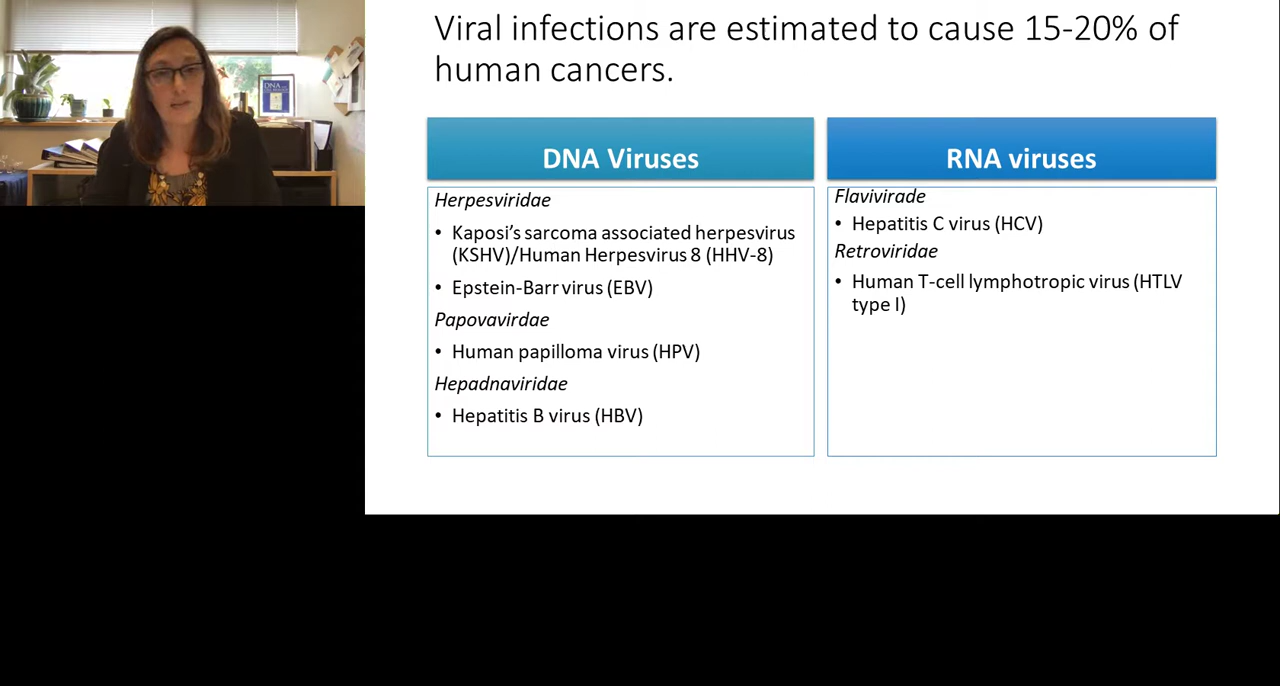 Viral infections are estimated to cause 15-20% of
human cancers.
DNA Viruses
Herpesviridae
• Kaposi's sarcoma associated herpesvirus
(KSHV)/Human Herpesvirus 8 (HHV-8)
• Epstein-Barr virus (EBV)
Papovavirdae
• Human papilloma virus (HPV)
Hepadnaviridae
• Hepatitis B virus (HBV)
RNA viruses
Flavivirade
• Hepatitis C virus (HCV)
Retroviridae
• Human T-cell lymphotropic virus (HTLV
type I)
DNA